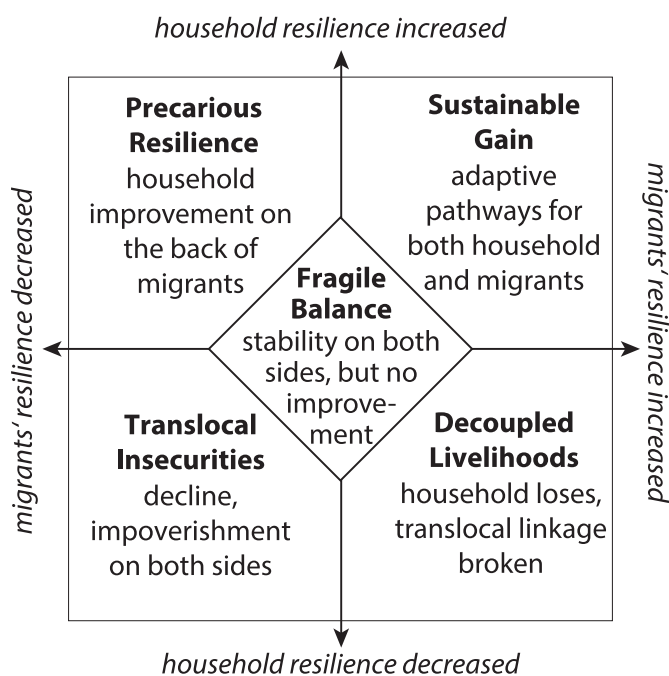 household resilience increased
Precarious
Resilience
household
improvement on
the back of
migrants
Sustainable
Gain
adaptive
pathways for
both household
and migrants
migrants‘ resilience decreased
Fragile
Balance
stability on both
sides, but no
improve-
ment
migrants‘ resilience increased
Translocal
Insecurities
decline,
impoverishment
on both sides
Decoupled
Livelihoods
household loses,
translocal linkage
broken
household resilience decreased